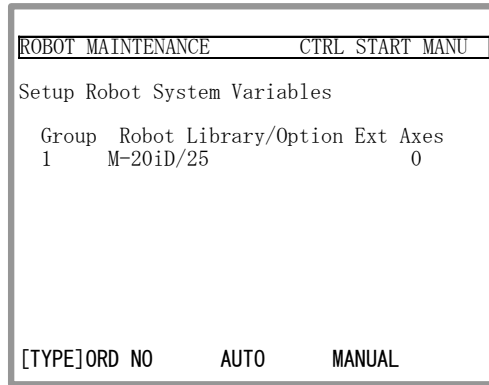 ROBOT MAINTENANCE CTRL START MANU
Setup Robot System Variables
Group Robot Library/Option Ext Axes
1 M-20iD/25 0
[TYPE]ORD NO AUTO MANUAL